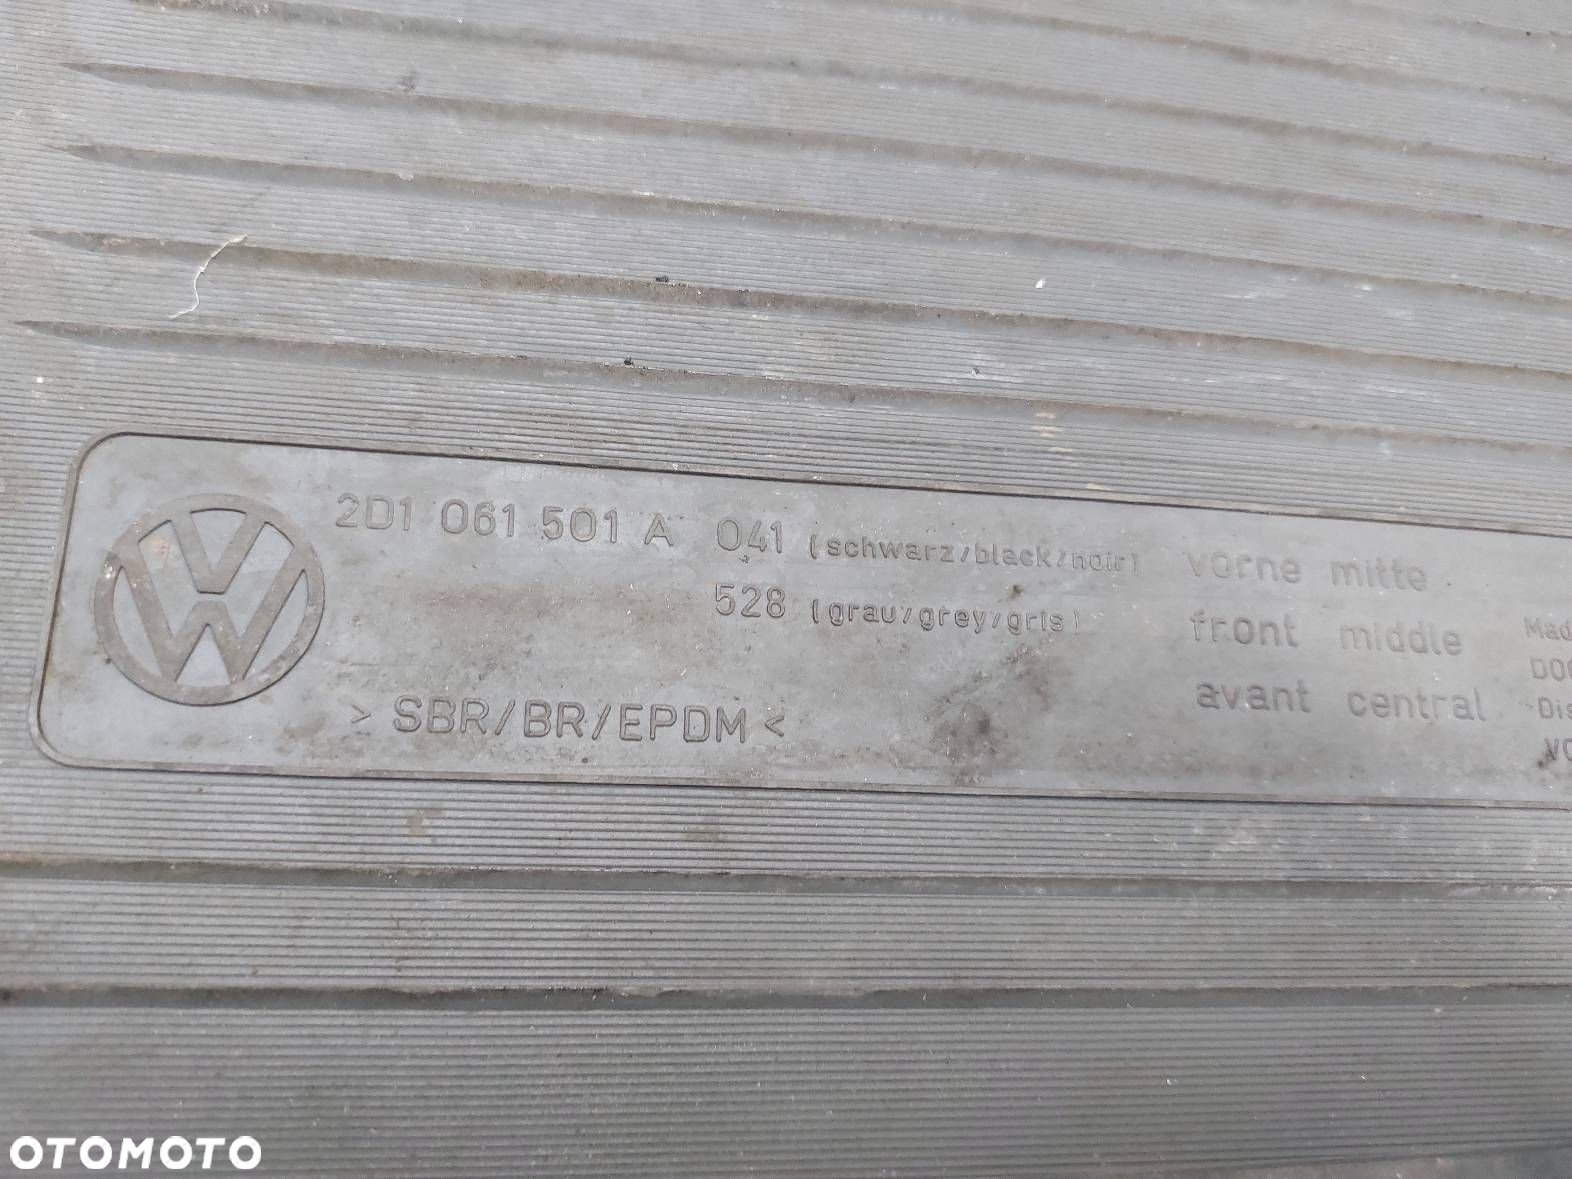 2D1 061 501 A 041 (schwarz/black/noir) vorne mitte
528 (grau/grey/gris) front middle
avant central
> SBR/BR/EPDM <
OTOMOTO